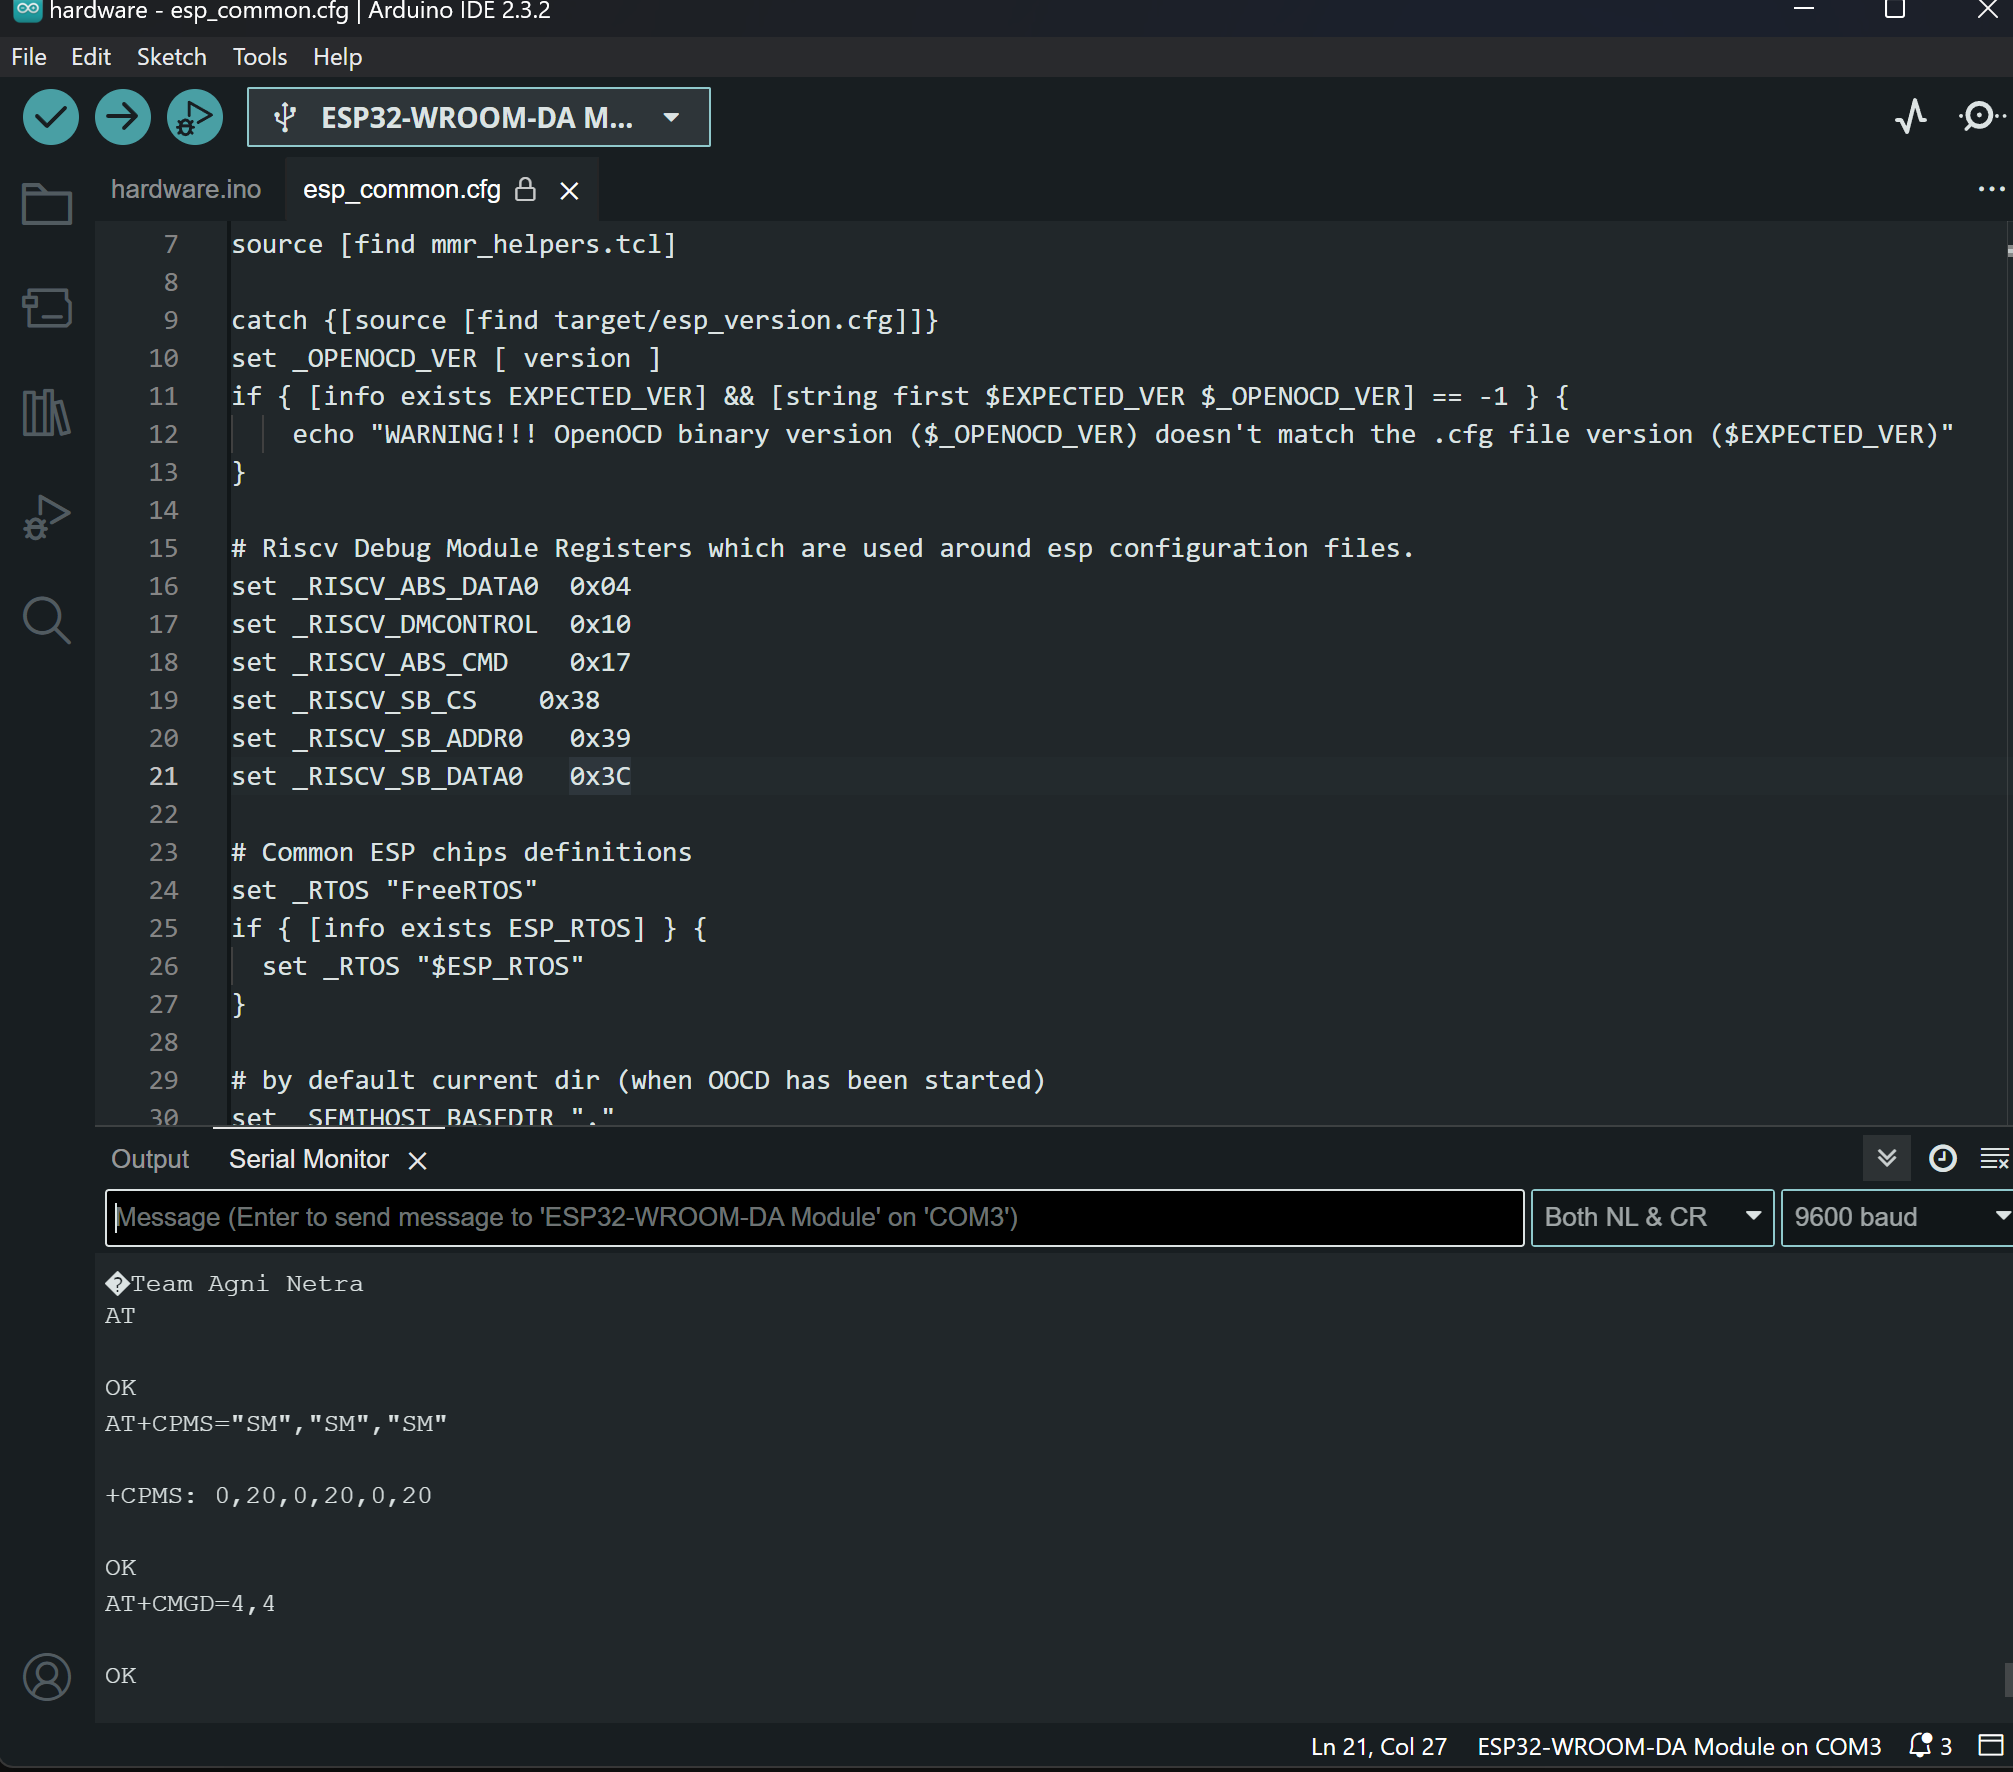 hardware - esp_common.cfg | Arduino IDE 2.3.2
File Edit Sketch Tools Help
ESP32-WROOM-DA M...
hardware.ino esp_common.cfg
7 source [find mmr_helpers.tcl]
8
9 catch {[source [find target/esp_version.cfg]]}
10 set _OPENOCD_VER [ version ]
11 if { [info exists EXPECTED_VER] && [string first $EXPECTED_VER $_OPENOCD_VER] == -1 } {
12 echo "WARNING!!! OpenOCD binary version ($_OPENOCD_VER) doesn't match the .cfg file version ($EXPECTED_VER)"
13 }
14
15 # Riscv Debug Module Registers which are used around esp configuration files.
16 set _RISCV_ABS_DATA0 0x04
17 set _RISCV_DMCONTROL 0x10
18 set _RISCV_ABS_CMD 0x17
19 set _RISCV_SB_CS 0x38
20 set _RISCV_SB_ADDR0 0x39
21 set _RISCV_SB_DATA0 0x3C
22
23 # Common ESP chips definitions
24 set _RTOS "FreeRTOS"
25 if { [info exists ESP_RTOS] } {
26 set _RTOS "$ESP_RTOS"
27 }
28
29 # by default current dir (when OOCD has been started)
30 set _SEMIHOST_BASEDIR "."
Output Serial Monitor
Message (Enter to send message to 'ESP32-WROOM-DA Module' on 'COM3') Both NL & CR 9600 baud
�Team Agni Netra
AT
OK
AT+CPMS="SM","SM","SM"
+CPMS: 0,20,0,20,0,20
OK
AT+CMGD=4,4
OK
Ln 21, Col 27 ESP32-WROOM-DA Module on COM3 3